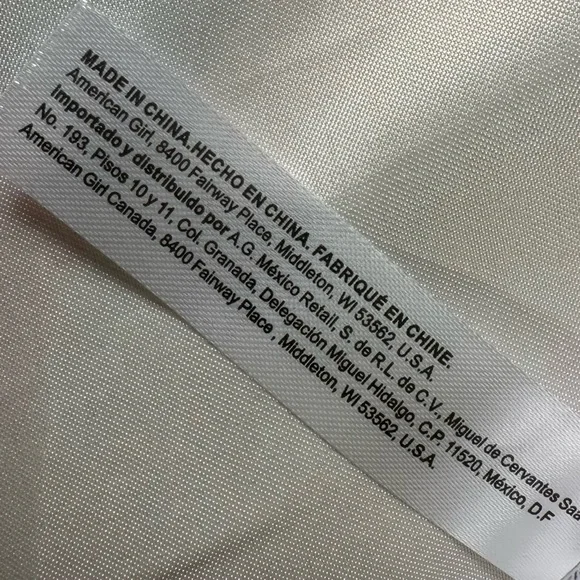 MADE IN CHINA.HECHO EN CHINA. FABRIQUÉ EN CHINE.
American Girl, 8400 Fairway Place, Middleton, WI 53562, U.S.A.
Importado y distribuido por A.G. México Retail, S. de R.L. de C.V., Miguel de Cervantes Saa
No. 193, Pisos 10 y 11, Col. Granada, Delegación Miguel Hidalgo, C.P. 11520, México, D.F
American Girl Canada, 8400 Fairway Place , Middleton, WI 53562, U.S.A.